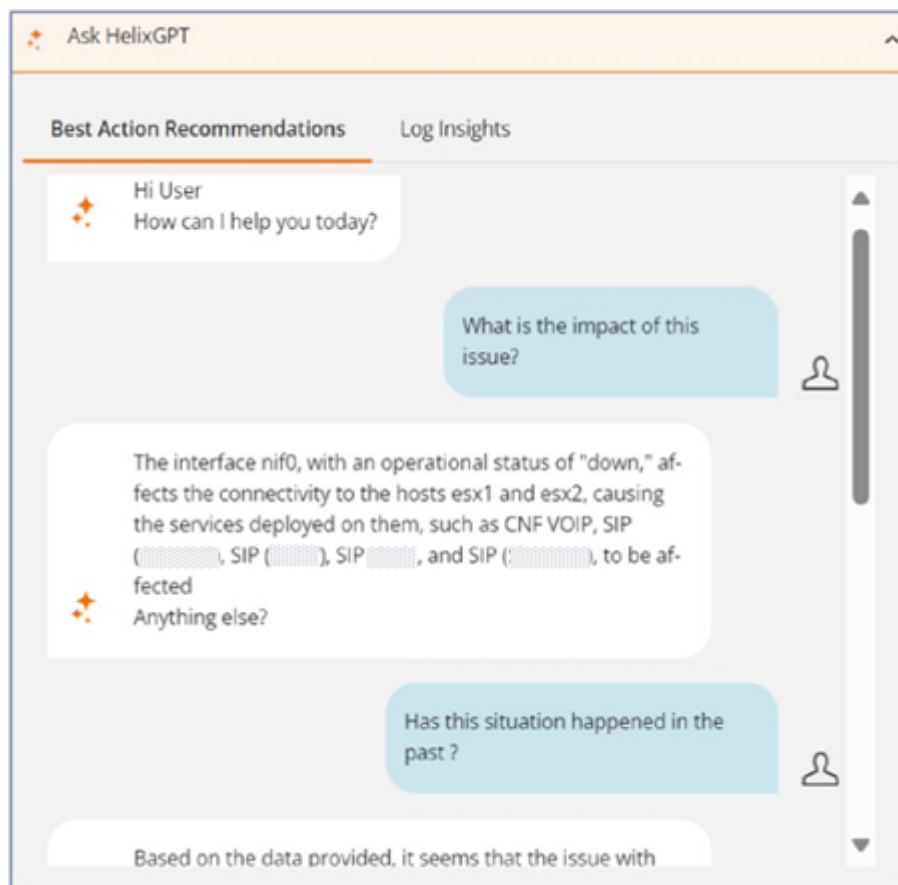 Ask HelixGPT
Best Action Recommendations
Log Insights
Hi User
How can I help you today?
What is the impact of this
issue?
The interface nif0, with an operational status of "down," af-
fects the connectivity to the hosts esx1 and esx2, causing
the services deployed on them, such as CNF VOIP, SIP
( ), SIP ( ), SIP , and SIP ( ), to be af-
fected
Anything else?
Has this situation happened in the
past ?
Based on the data provided, it seems that the issue with